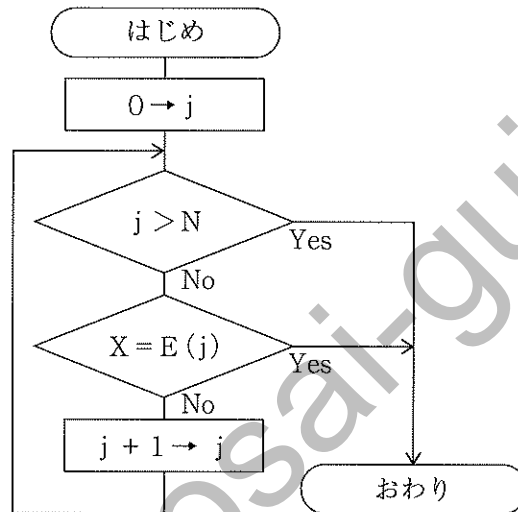 はじめ
0 → j
j > N
Yes
No
X = E (j)
Yes
No
j + 1 → j
おわり